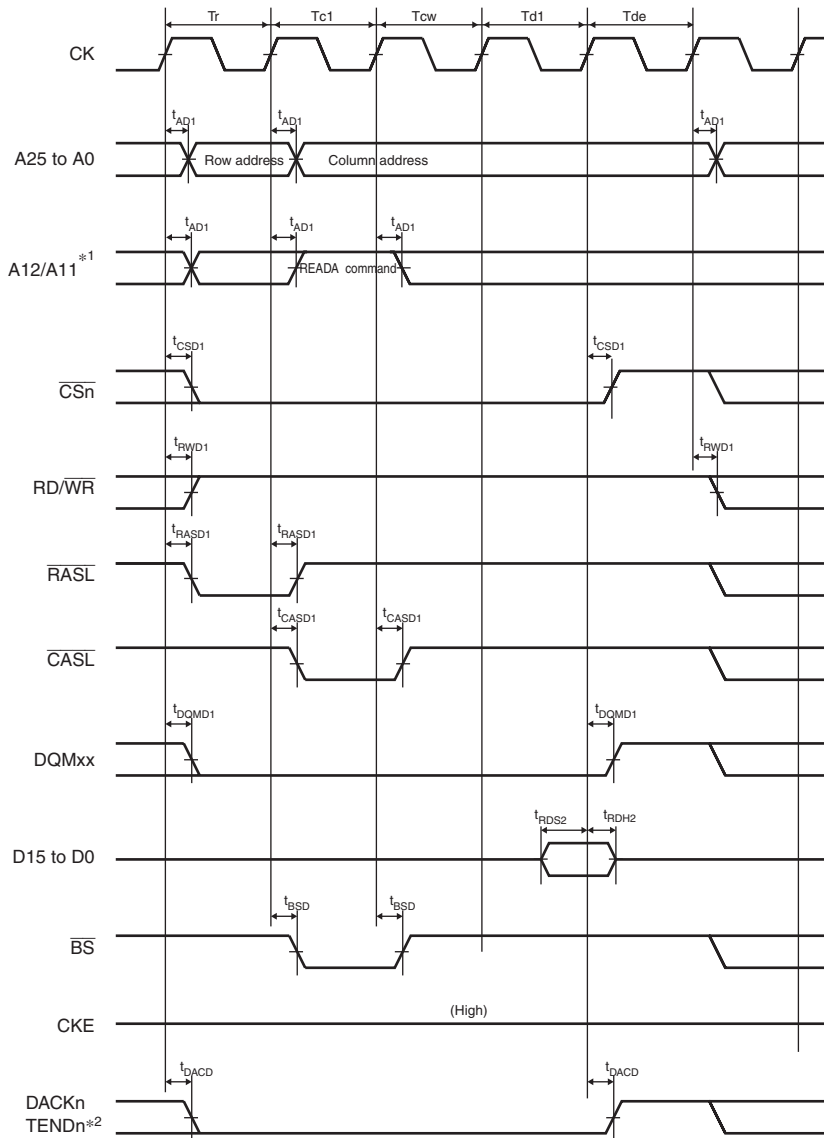 Tr Tc1 Tcw Td1 Tde
CK
tAD1 tAD1 tAD1
A25 to A0 Row address Column address
tAD1 tAD1 tAD1
A12/A11*1 READA command
tCSD1 tCSD1
CSn
tRWD1 tRWD1
RD/WR
tRASD1 tRASD1
RASL
tCASD1 tCASD1
CASL
tDQMD1 tDQMD1
DQMxx
tRDS2 tRDH2
D15 to D0
tBSD tBSD
BS
(High)
CKE
tDACD tDACD
DACKn
TENDn*2